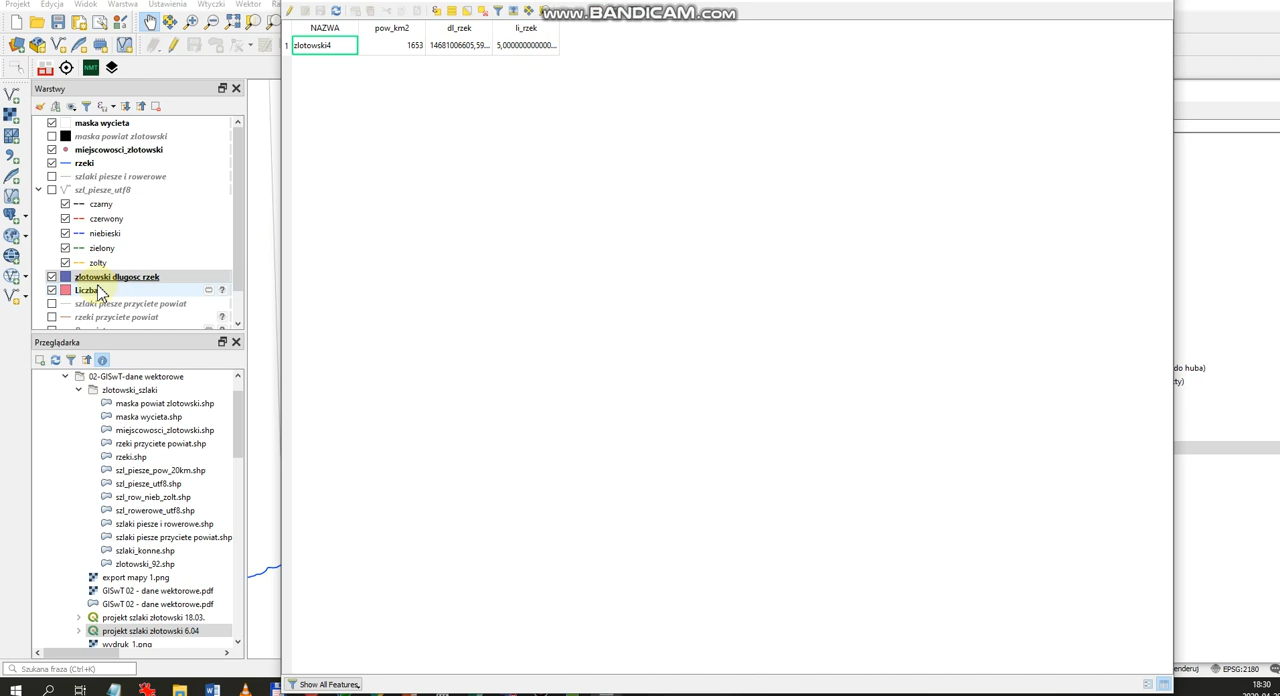 Projekt Edycja Widok Warstwa Ustawienia Wtyczki Wektor
www.BANDICAM.com
NMT
Warstwy
maska wycieta
maska powiat zlotowski
miejscowosci_zlotowski
rzeki
szlaki piesze i rowerowe
szl_piesze_utf8
czarny
czerwony
niebieski
zielony
zolty
zlotowski dlugosc rzek
Liczba
szlaki piesze przyciete powiat
rzeki przyciete powiat
Przeglądarka
02-GISwT-dane wektorowe
zlotowski_szlaki
maska powiat zlotowski.shp
maska wycieta.shp
miejscowosci_zlotowski.shp
rzeki przyciete powiat.shp
rzeki.shp
szl_piesze_pow_20km.shp
szl_piesze_utf8.shp
szl_row_nieb_zolt.shp
szl_rowerowe_utf8.shp
szlaki piesze i rowerowe.shp
szlaki piesze przyciete powiat.shp
szlaki_konne.shp
zlotowski_92.shp
export mapy 1.png
GISwT 02 - dane wektorowe.pdf
GISwT 02 - dane wektorowe.pdf
projekt szlaki złotowski 18.03.
projekt szlaki złotowski 6.04
wydruk 1.png
Szukana fraza (Ctrl+K)
NAZWA pow_km2 dl_rzek li_rzek
1 zlotowski4 1653 14681006605,59... 5,000000000000...
Show All Features
do huba)
ty)
enderuj EPSG:2180
18:30